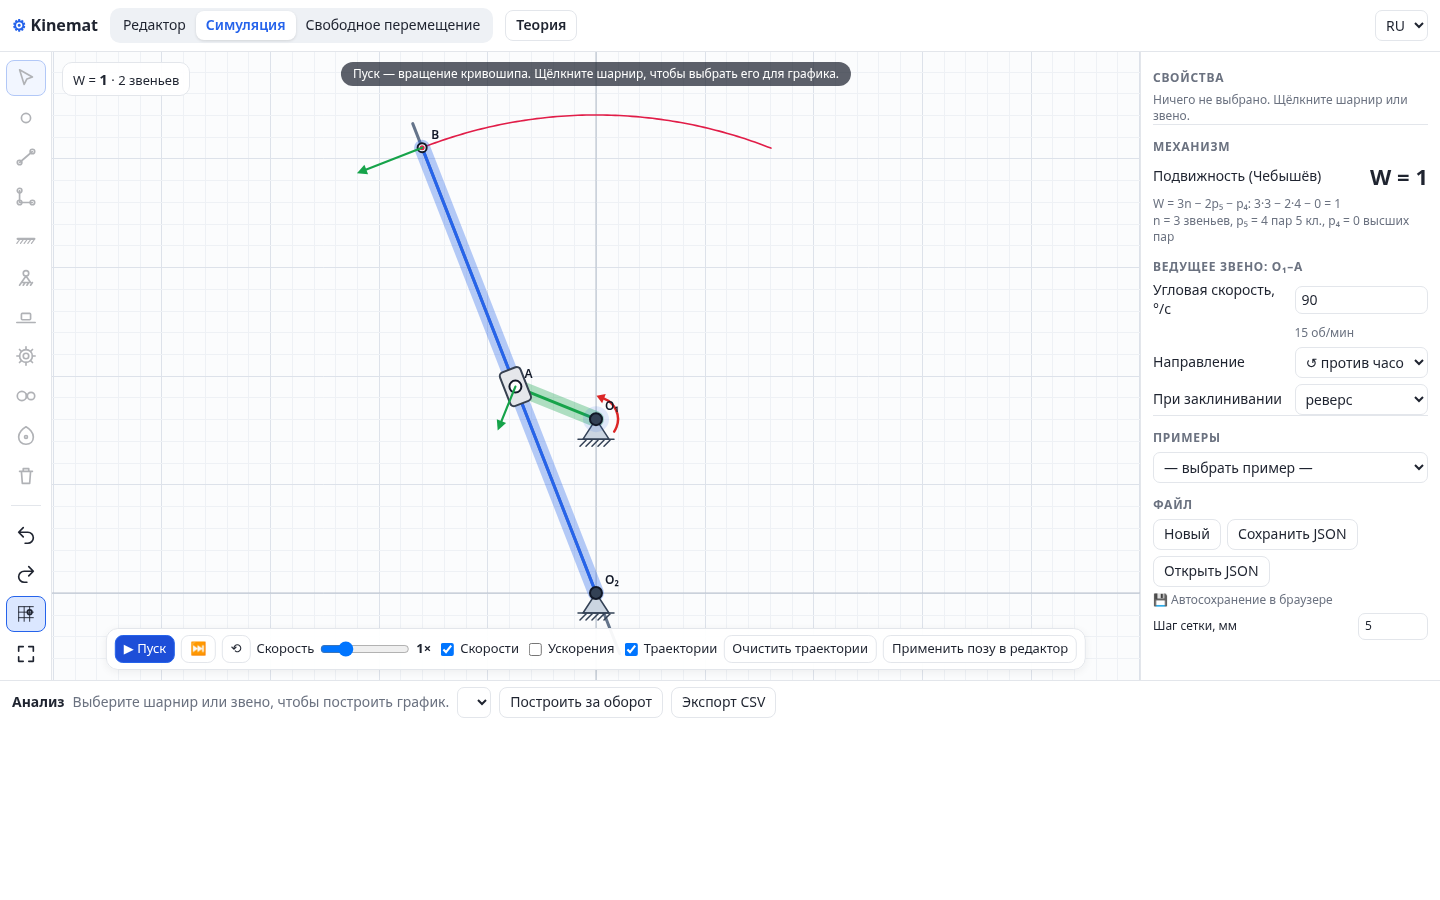 Kinemat
Редактор
Симуляция
Свободное перемещение
Теория
RU
W = 1 · 2 звеньев
Пуск — вращение кривошипа. Щёлкните шарнир, чтобы выбрать его для графика.
B
A
O₁
O₂
▶ Пуск
Скорость
1×
Скорости
Ускорения
Траектории
Очистить траектории
Применить позу в редактор
СВОЙСТВА
Ничего не выбрано. Щёлкните шарнир или
звено.
МЕХАНИЗМ
Подвижность (Чебышёв)
W = 1
W = 3n − 2p₅ − p₄: 3·3 − 2·4 − 0 = 1
n = 3 звеньев, p₅ = 4 пар 5 кл., p₄ = 0 высших
пар
ВЕДУЩЕЕ ЗВЕНО: O₁–A
Угловая скорость,
°/с
90
15 об/мин
Направление
↺ против часо
При заклинивании
реверс
ПРИМЕРЫ
— выбрать пример —
ФАЙЛ
Новый
Сохранить JSON
Открыть JSON
💾 Автосохранение в браузере
Шаг сетки, мм
5
Анализ
Выберите шарнир или звено, чтобы построить график.
Построить за оборот
Экспорт CSV